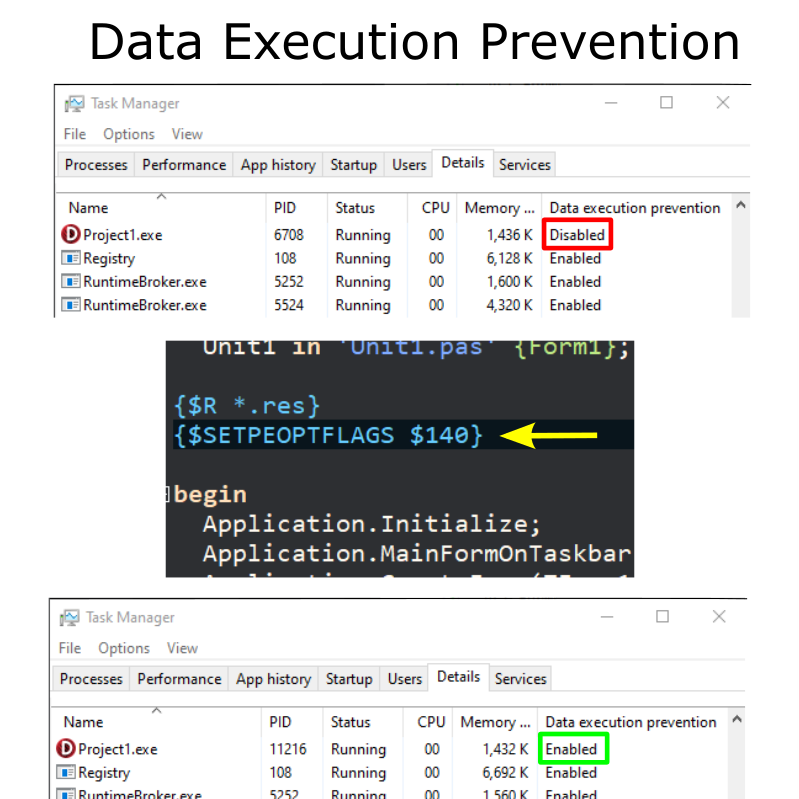 Data Execution Prevention
Task Manager
File Options View
Processes Performance App history Startup Users Details Services
Name PID Status CPU Memory ... Data execution prevention
Project1.exe 6708 Running 00 1,436 K Disabled
Registry 108 Running 00 6,128 K Enabled
RuntimeBroker.exe 5252 Running 00 1,600 K Enabled
RuntimeBroker.exe 5524 Running 00 4,320 K Enabled
Unit1 in 'Unit1.pas' {Form1};
{$R *.res}
{$SETPEOPTFLAGS $140}
begin
Application.Initialize;
Application.MainFormOnTaskbar
Task Manager
File Options View
Processes Performance App history Startup Users Details Services
Name PID Status CPU Memory ... Data execution prevention
Project1.exe 11216 Running 00 1,432 K Enabled
Registry 108 Running 00 6,692 K Enabled
RuntimeBroker.exe 5252 Running 00 1,560 K Enabled